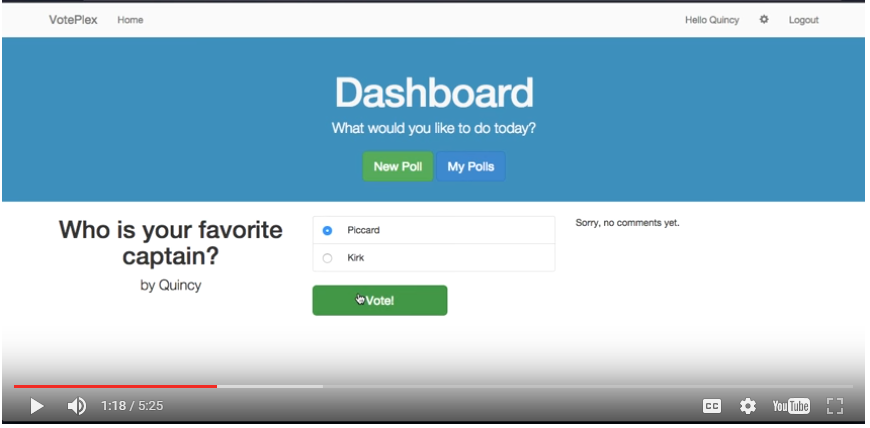 VotePlex Home Hello Quincy Logout
Dashboard
What would you like to do today?
New Poll My Polls
Who is your favorite
captain?
by Quincy
Piccard
Kirk
Vote!
Sorry, no comments yet.
1:18 / 5:25 CC YouTube